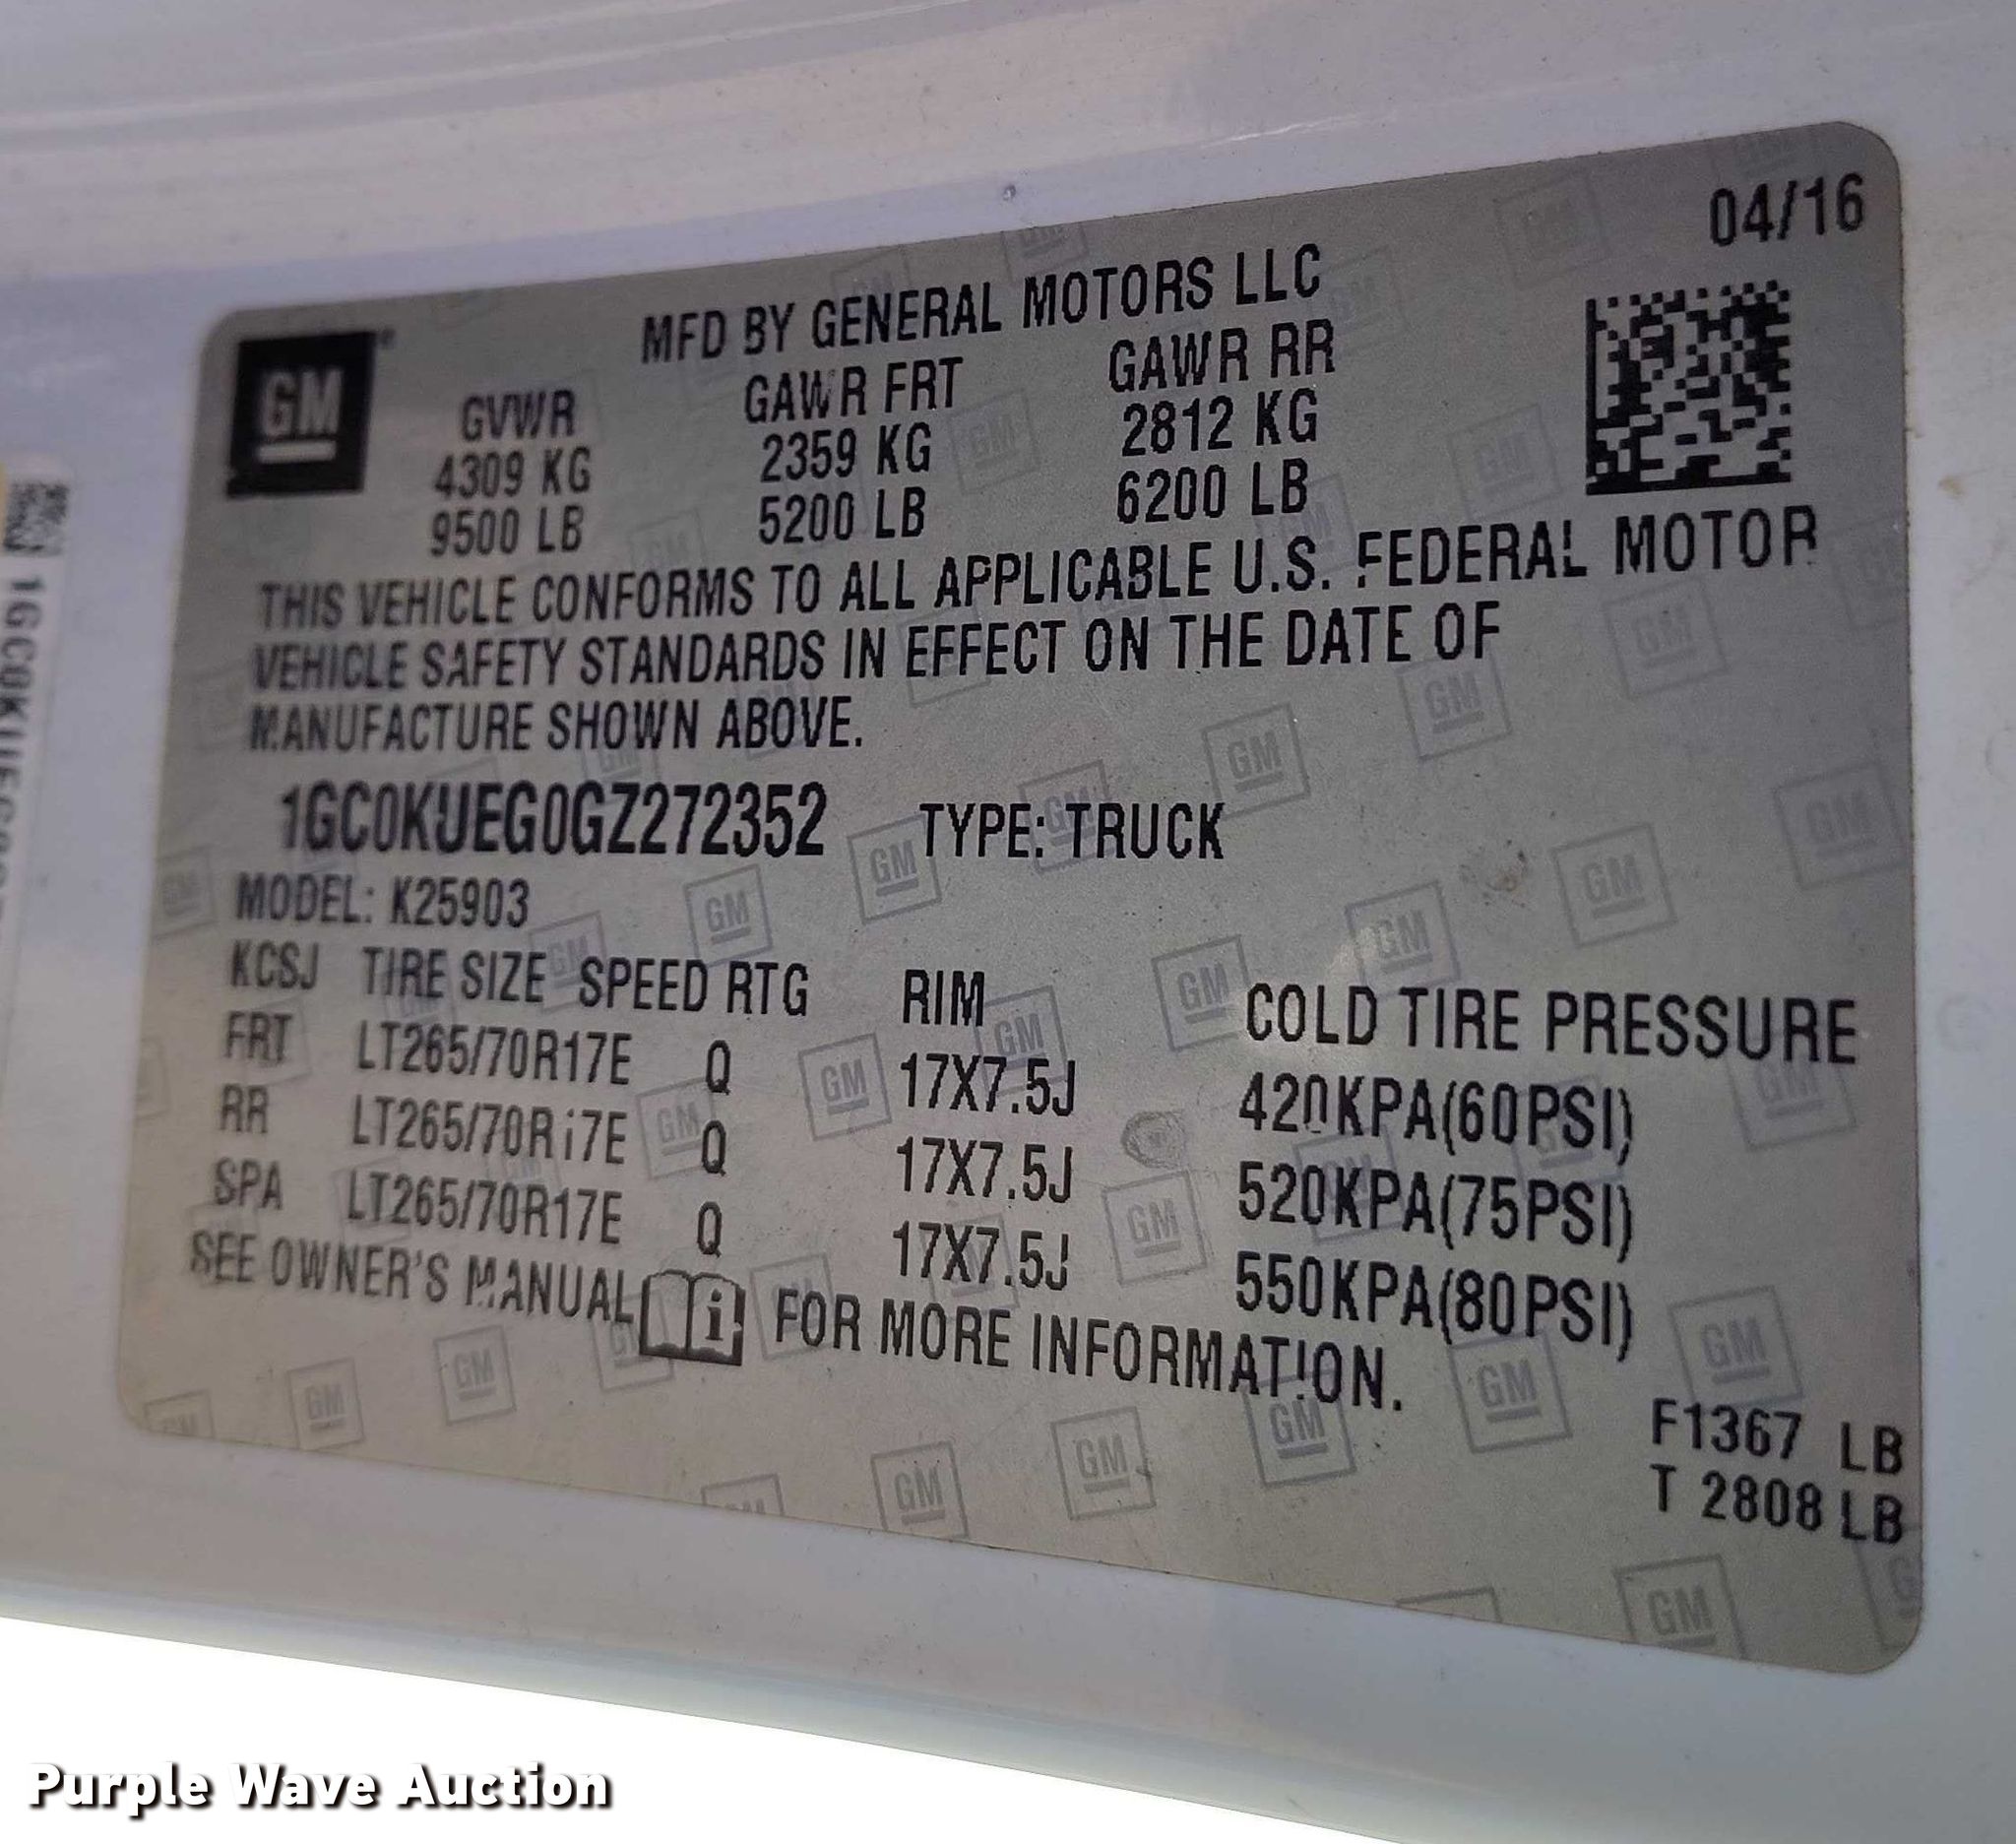 04/16
MFD BY GENERAL MOTORS LLC
GM
GVWR GAWR FRT GAWR RR
4309 KG 2359 KG 2812 KG
9500 LB 5200 LB 6200 LB
THIS VEHICLE CONFORMS TO ALL APPLICABLE U.S. FEDERAL MOTOR
VEHICLE SAFETY STANDARDS IN EFFECT ON THE DATE OF
MANUFACTURE SHOWN ABOVE.
1GC0KUEG0GZ272352 TYPE: TRUCK
MODEL: K25903
KCSJ TIRE SIZE SPEED RTG RIM COLD TIRE PRESSURE
FRT LT265/70R17E Q 17X7.5J 420KPA(60PSI)
RR LT265/70R17E Q 17X7.5J 520KPA(75PSI)
SPA LT265/70R17E Q 17X7.5J 550KPA(80PSI)
SEE OWNER'S MANUAL i FOR MORE INFORMATION.
F1367 LB
T 2808 LB
Purple Wave Auction